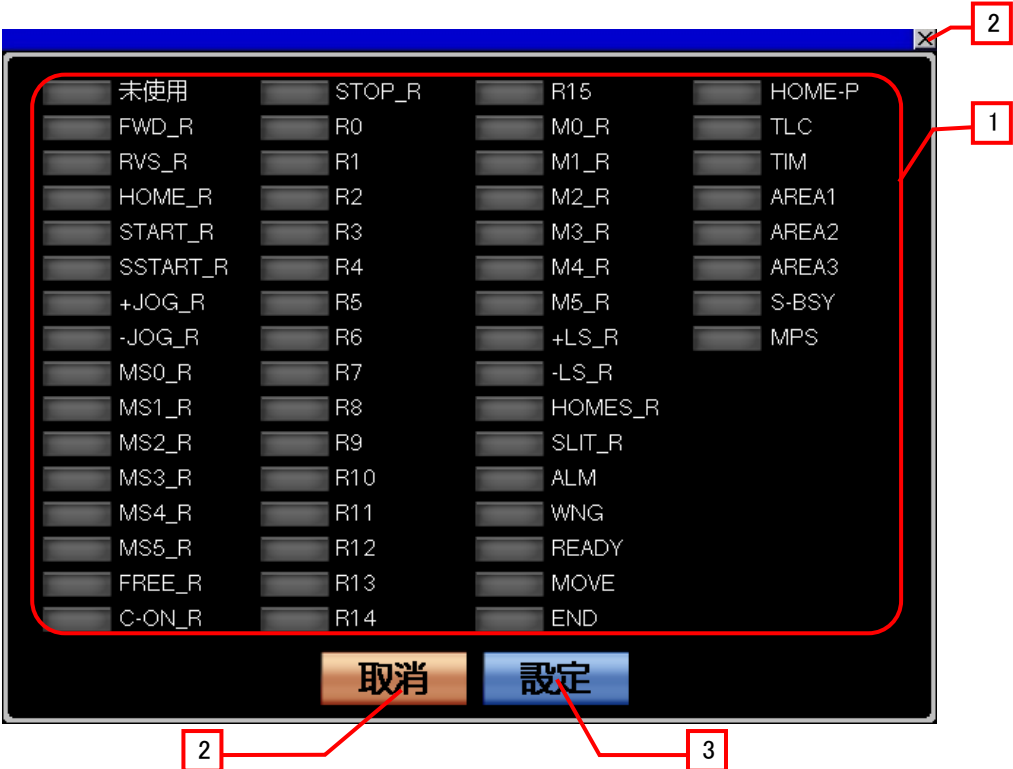 2
×
未使用 STOP_R R15 HOME-P
FWD_R R0 M0_R TLC
1
RVS_R R1 M1_R TIM
HOME_R R2 M2_R AREA1
START_R R3 M3_R AREA2
SSTART_R R4 M4_R AREA3
+JOG_R R5 M5_R S-BSY
-JOG_R R6 +LS_R MPS
MS0_R R7 -LS_R
MS1_R R8 HOMES_R
MS2_R R9 SLIT_R
MS3_R R10 ALM
MS4_R R11 WNG
MS5_R R12 READY
FREE_R R13 MOVE
C-ON_R R14 END
取消 設定
2 3